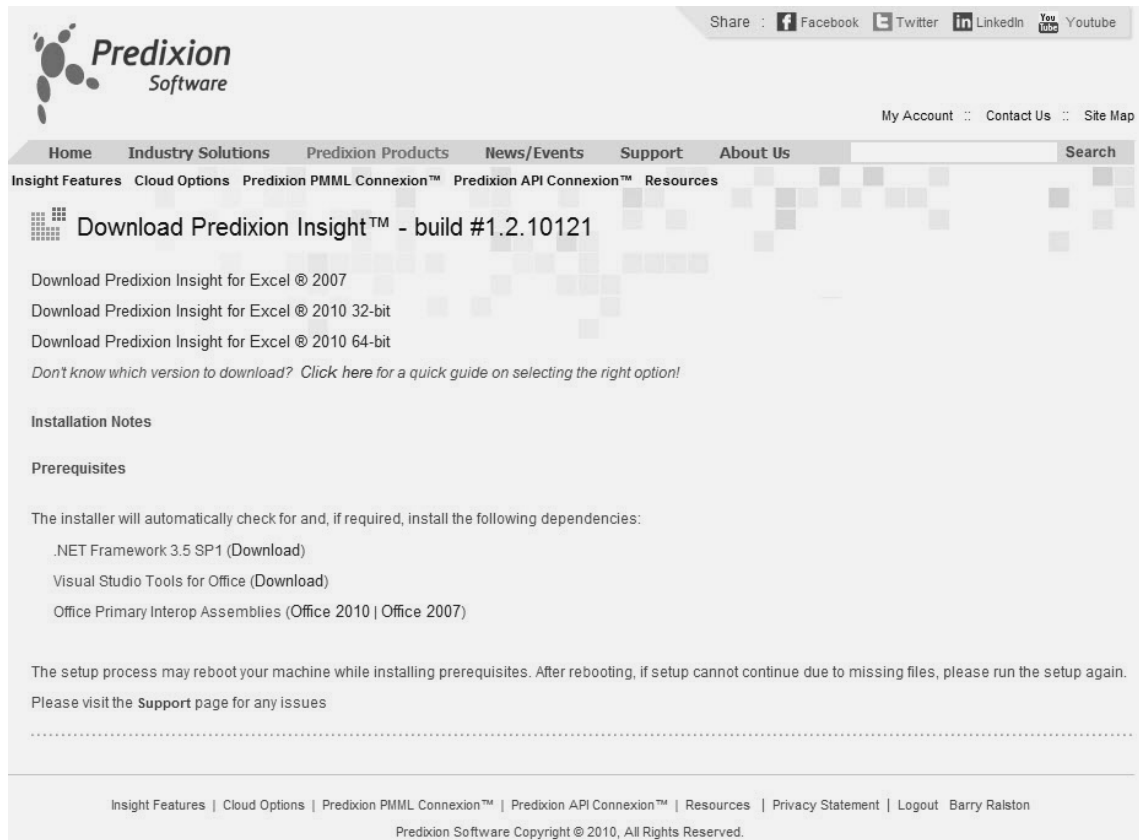 Share : Facebook Twitter LinkedIn You Tube Youtube
Predixion
Software
My Account :: Contact Us :: Site Map
Home Industry Solutions Predixion Products News/Events Support About Us Search
Insight Features Cloud Options Predixion PMML Connexion™ Predixion API Connexion™ Resources
Download Predixion Insight™ - build #1.2.10121
Download Predixion Insight for Excel ® 2007
Download Predixion Insight for Excel ® 2010 32-bit
Download Predixion Insight for Excel ® 2010 64-bit
Don't know which version to download? Click here for a quick guide on selecting the right option!
Installation Notes
Prerequisites
The installer will automatically check for and, if required, install the following dependencies:
.NET Framework 3.5 SP1 (Download)
Visual Studio Tools for Office (Download)
Office Primary Interop Assemblies (Office 2010 | Office 2007)
The setup process may reboot your machine while installing prerequisites. After rebooting, if setup cannot continue due to missing files, please run the setup again.
Please visit the Support page for any issues
Insight Features | Cloud Options | Predixion PMML Connexion™ | Predixion API Connexion™ | Resources | Privacy Statement | Logout Barry Ralston
Predixion Software Copyright © 2010, All Rights Reserved.